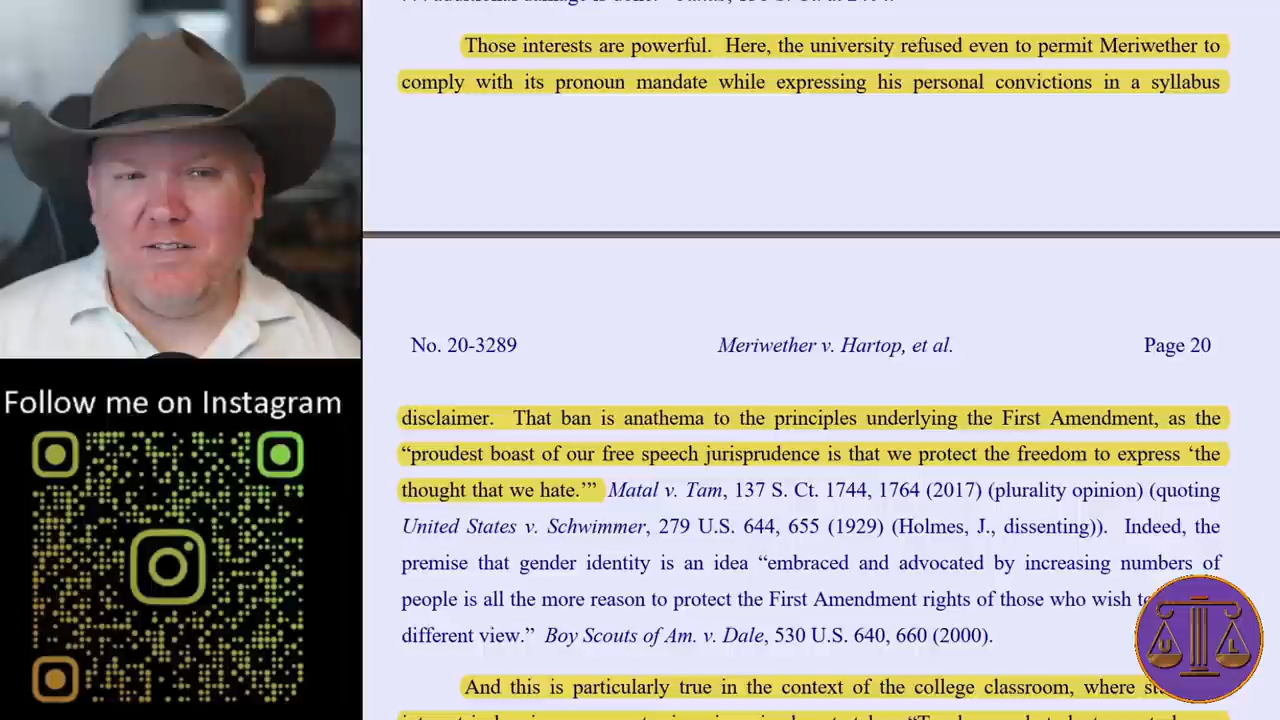 Those interests are powerful. Here, the university refused even to permit Meriwether to
comply with its pronoun mandate while expressing his personal convictions in a syllabus
No. 20-3289
Meriwether v. Hartop, et al.
Page 20
disclaimer. That ban is anathema to the principles underlying the First Amendment, as the
“proudest boast of our free speech jurisprudence is that we protect the freedom to express ‘the
thought that we hate.’” Matal v. Tam, 137 S. Ct. 1744, 1764 (2017) (plurality opinion) (quoting
United States v. Schwimmer, 279 U.S. 644, 655 (1929) (Holmes, J., dissenting)). Indeed, the
premise that gender identity is an idea “embraced and advocated by increasing numbers of
people is all the more reason to protect the First Amendment rights of those who wish
different view.” Boy Scouts of Am. v. Dale, 530 U.S. 640, 660 (2000).
And this is particularly true in the context of the college classroom, where
Follow me on Instagram
U L